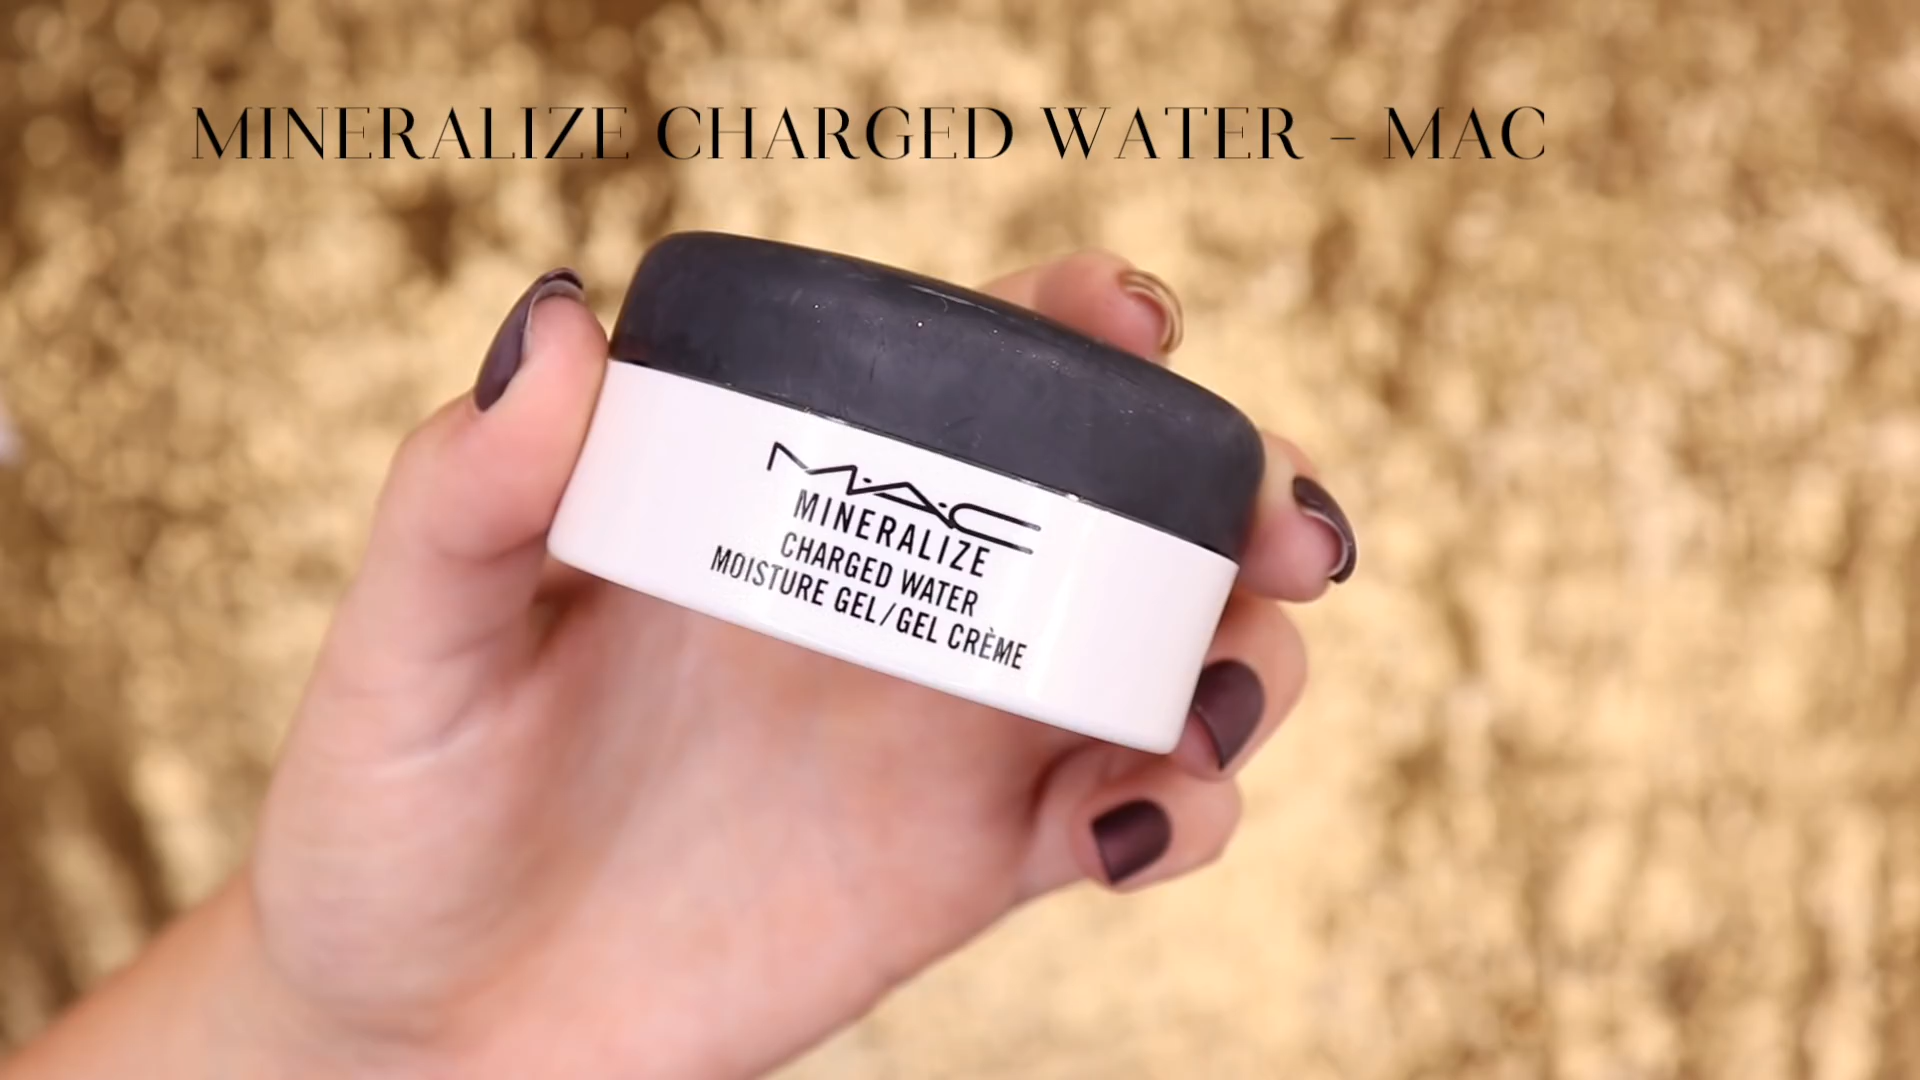 MINERALIZE CHARGED WATER - MAC
M·A·C
MINERALIZE
CHARGED WATER
MOISTURE GEL/GEL CRÈME